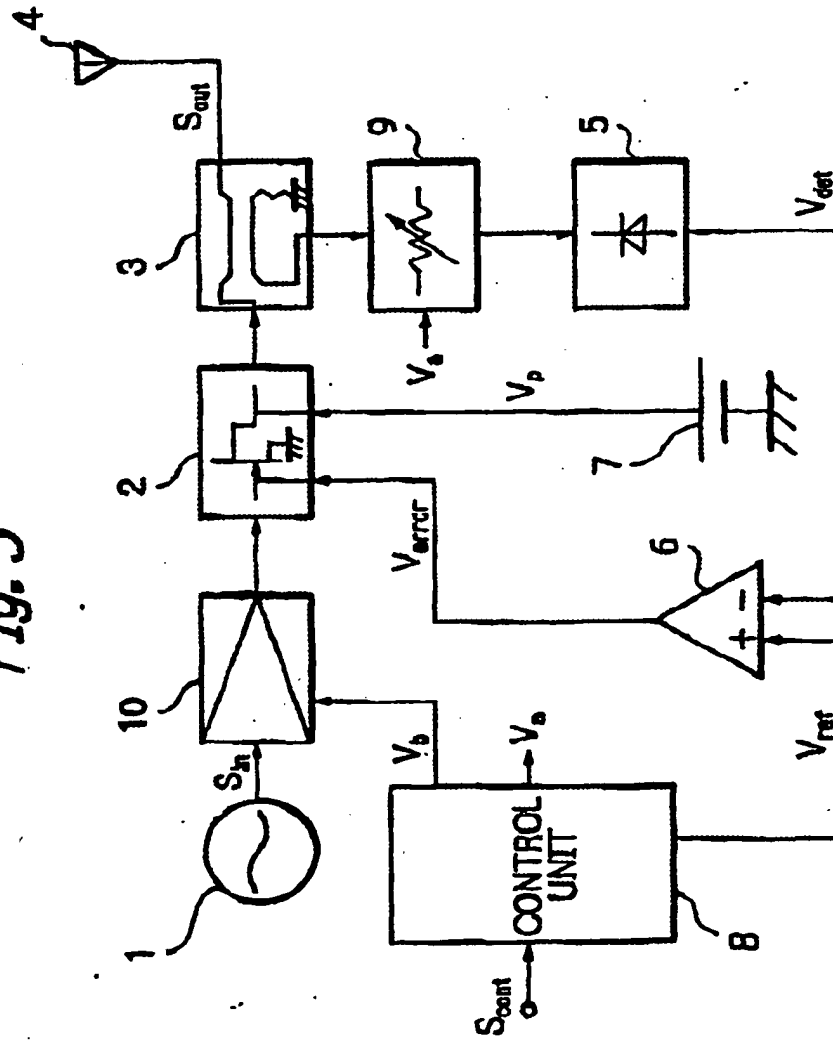 4
Sout
3
9
5
Va
Vdet
2
Vp
7
Verror
6
+
-
10
Sin
Vb
Va
Vref
1
CONTROL
UNIT
8
Scont